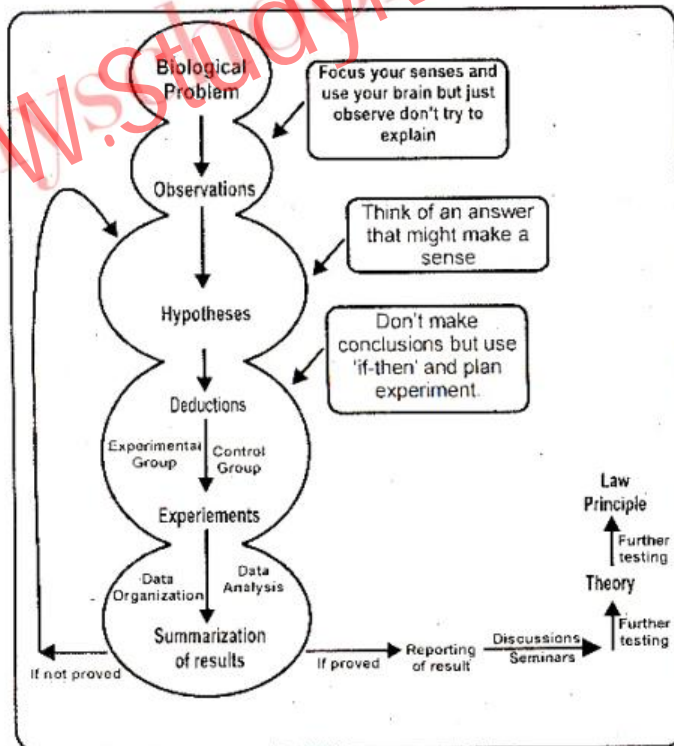 W.Study
Biological
Problem
Focus your senses and
use your brain but just
observe don't try to
explain
Observations
Think of an answer
that might make a
sense
Hypotheses
Don't make
conclusions but use
'if-then' and plan
experiment.
Deductions
Experimental
Group
Control
Group
Experiements
Data
Organization
Data
Analysis
Summarization
of results
If not proved
If proved
Reporting
of result
Discussions
Seminars
Law
Principle
Further
testing
Theory
Further
testing